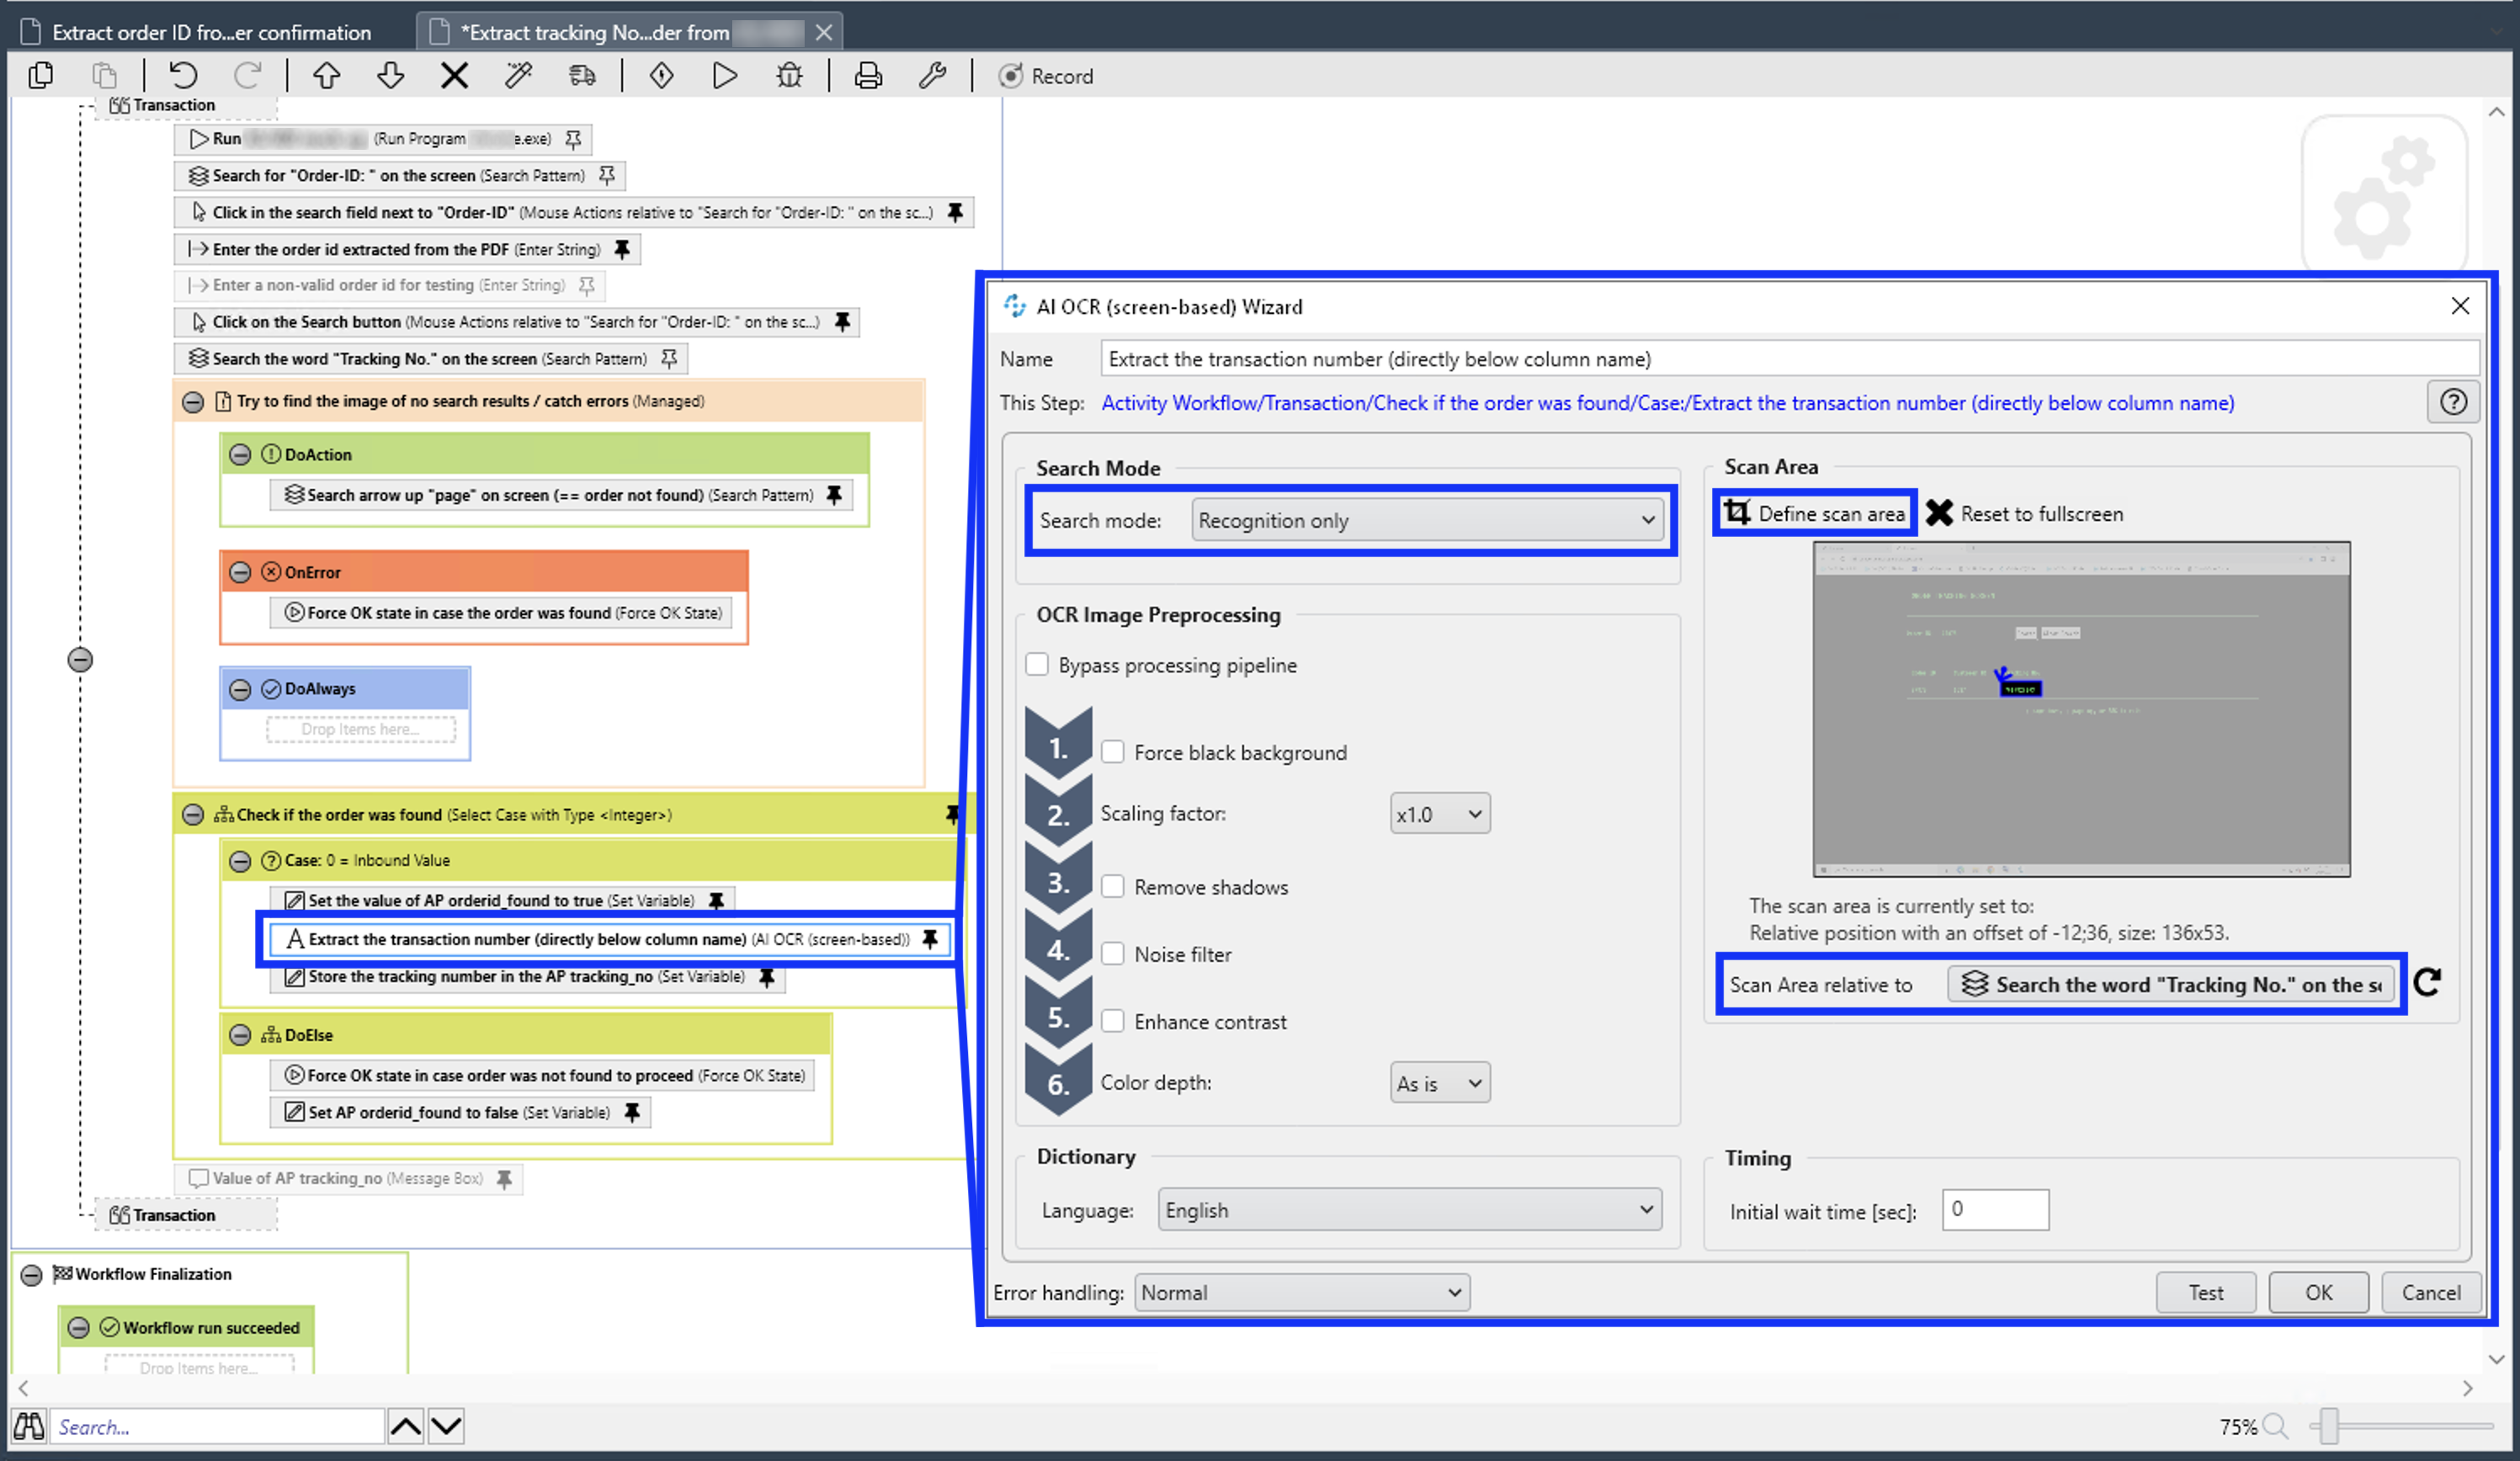 Extract order ID fro...er confirmation
*Extract tracking No...der from
Record
Transaction
Run (Run Program e.exe)
Search for "Order-ID: " on the screen (Search Pattern)
Click in the search field next to "Order-ID" (Mouse Actions relative to "Search for "Order-ID: " on the sc...)
Enter the order id extracted from the PDF (Enter String)
Enter a non-valid order id for testing (Enter String)
Click on the Search button (Mouse Actions relative to "Search for "Order-ID: " on the sc...)
Search the word "Tracking No." on the screen (Search Pattern)
Try to find the image of no search results / catch errors (Managed)
DoAction
Search arrow up "page" on screen (== order not found) (Search Pattern)
OnError
Force OK state in case the order was found (Force OK State)
DoAlways
Drop Items here...
Check if the order was found (Select Case with Type <Integer>)
Case: 0 = Inbound Value
Set the value of AP orderid_found to true (Set Variable)
Extract the transaction number (directly below column name) (AI OCR (screen-based))
Store the tracking number in the AP tracking_no (Set Variable)
DoElse
Force OK state in case order was not found to proceed (Force OK State)
Set AP orderid_found to false (Set Variable)
Value of AP tracking_no (Message Box)
Transaction
Workflow Finalization
Workflow run succeeded
Drop Items here...
AI OCR (screen-based) Wizard
Name Extract the transaction number (directly below column name)
This Step: Activity Workflow/Transaction/Check if the order was found/Case:/Extract the transaction number (directly below column name)
Search Mode
Search mode: Recognition only
OCR Image Preprocessing
Bypass processing pipeline
1. Force black background
2. Scaling factor: x1.0
3. Remove shadows
4. Noise filter
5. Enhance contrast
6. Color depth: As is
Dictionary
Language: English
Scan Area
Define scan area Reset to fullscreen
The scan area is currently set to:
Relative position with an offset of -12;36, size: 136x53.
Scan Area relative to Search the word "Tracking No." on the s
Timing
Initial wait time [sec]: 0
Error handling: Normal
Test OK Cancel
Search...
75%